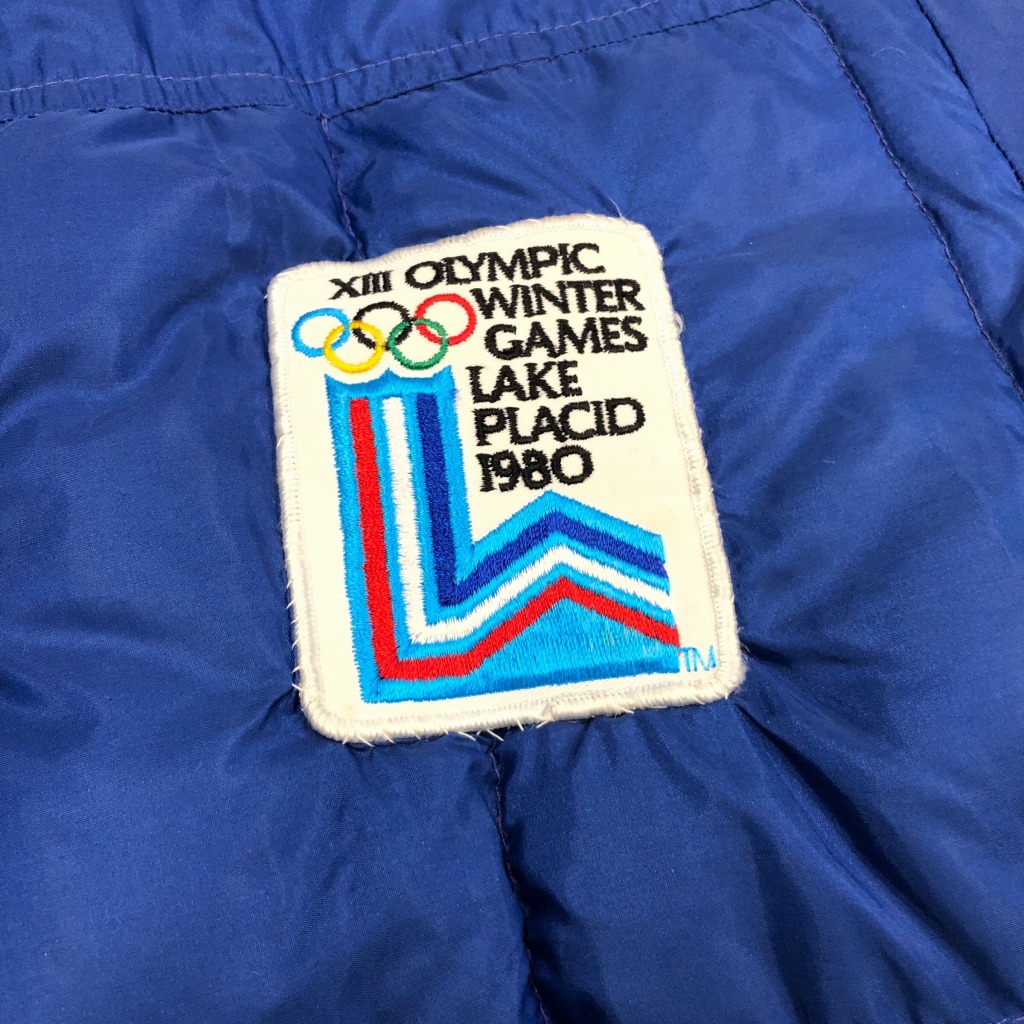 XIII OLYMPIC
WINTER
GAMES
LAKE
PLACID
1980
TM